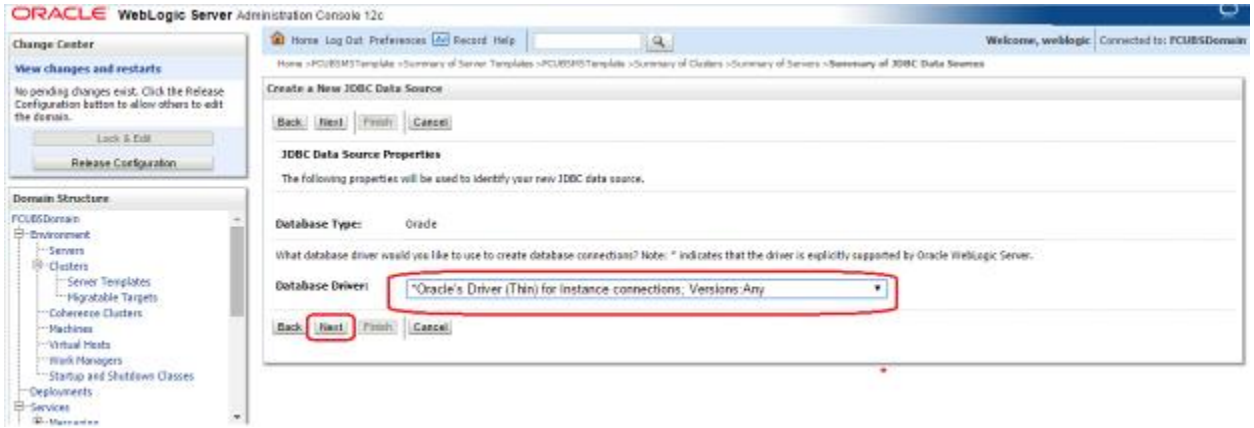 ORACLE WebLogic Server Administration Console 12c
Change Center
View changes and restarts
No pending changes exist. Click the Release
Configuration button to allow others to edit
the domain.
Lock & Edit
Release Configuration
Domain Structure
FCUBSDomain
Environment
Servers
Clusters
Server Templates
Migratable Targets
Coherence Clusters
Machines
Virtual Hosts
Work Managers
Startup and Shutdown Classes
Deployments
Services
Messaging
Home Log Out Preferences Record Help
Welcome, weblogic Connected to: FCUBSDomain
Home >FCUBSMSTemplate >Summary of Server Templates >FCUBSMSTemplate >Summary of Clusters >Summary of Servers >Summary of JDBC Data Sources
Create a New JDBC Data Source
Back Next Finish Cancel
JDBC Data Source Properties
The following properties will be used to identify your new JDBC data source.
Database Type: Oracle
What database driver would you like to use to create database connections? Note: * indicates that the driver is explicitly supported by Oracle WebLogic Server.
Database Driver: *Oracle's Driver (Thin) for Instance connections; Versions:Any
Back Next Finish Cancel
*